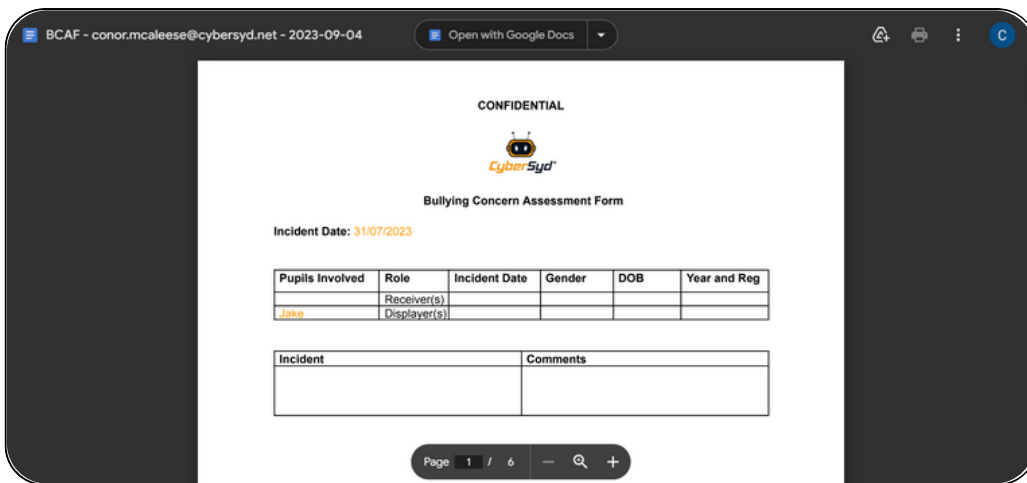 BCAF - conor.mcaleese@cybersyd.net - 2023-09-04 Open with Google Docs C
CONFIDENTIAL
CyberSyd
Bullying Concern Assessment Form
Incident Date: 31/07/2023
Pupils Involved Role Incident Date Gender DOB Year and Reg
Receiver(s)
Jake Displayer(s)
Incident Comments
Page 1 / 6